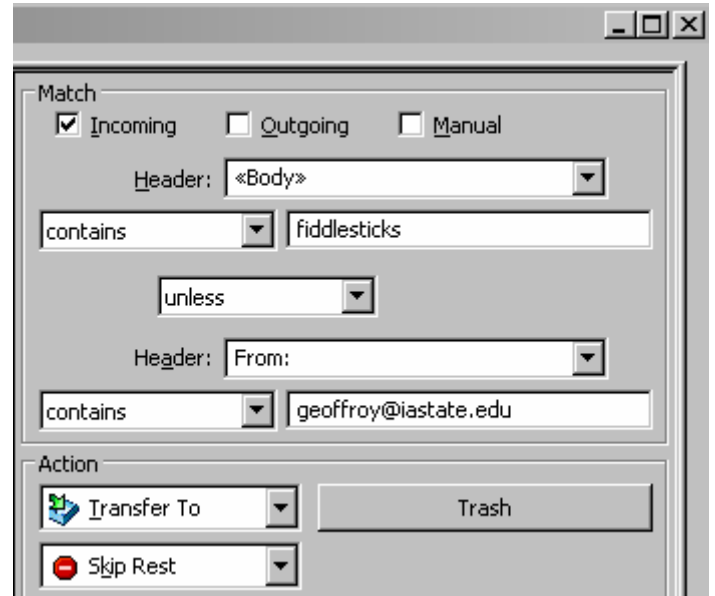 Match
Incoming Outgoing Manual
Header: «Body»
contains fiddlesticks
unless
Header: From:
contains geoffroy@iastate.edu
Action
Transfer To Trash
Skip Rest